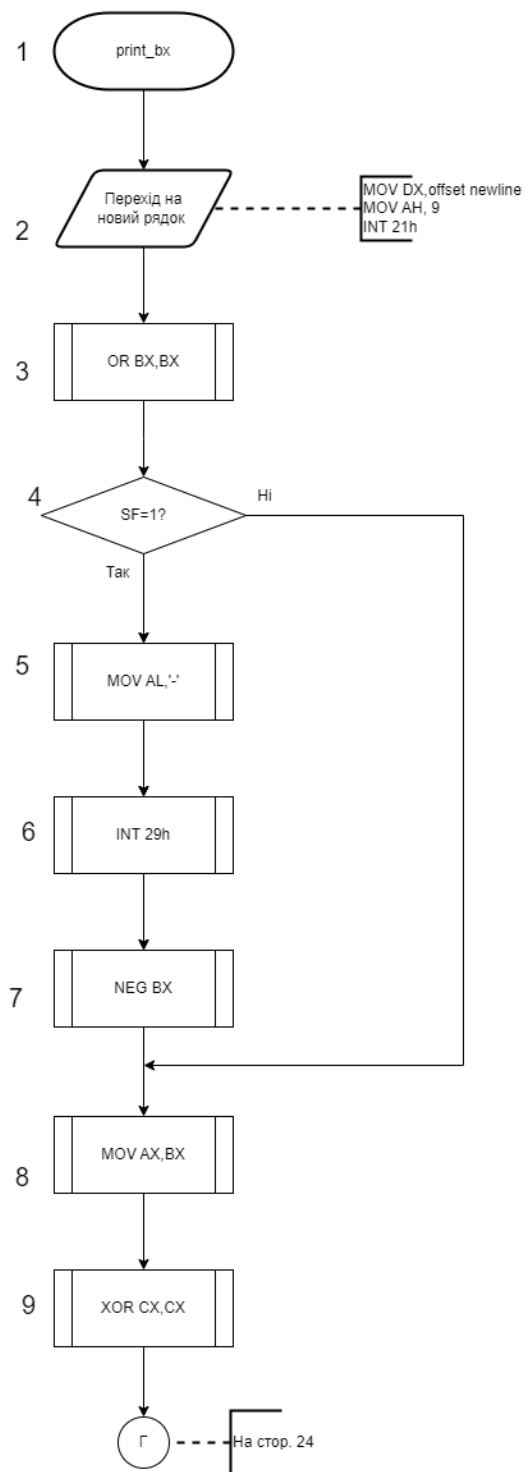 1
print_bx
Перехід на
новий рядок
2
MOV DX,offset newline
MOV AH, 9
INT 21h
3
OR BX,BX
4
SF=1?
Ні
Так
5
MOV AL,'-'
6
INT 29h
7
NEG BX
8
MOV AX,BX
9
XOR CX,CX
Г
На стор. 24